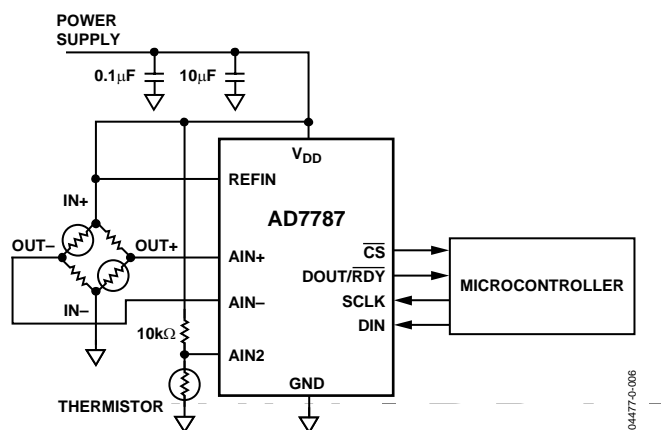 POWER
SUPPLY
0.1µF
10µF
VDD
REFIN
IN+
AD7787
OUT–
OUT+
AIN+
CS
DOUT/RDY
MICROCONTROLLER
SCLK
AIN–
DIN
IN–
10kΩ
AIN2
GND
THERMISTOR
04477-0-006